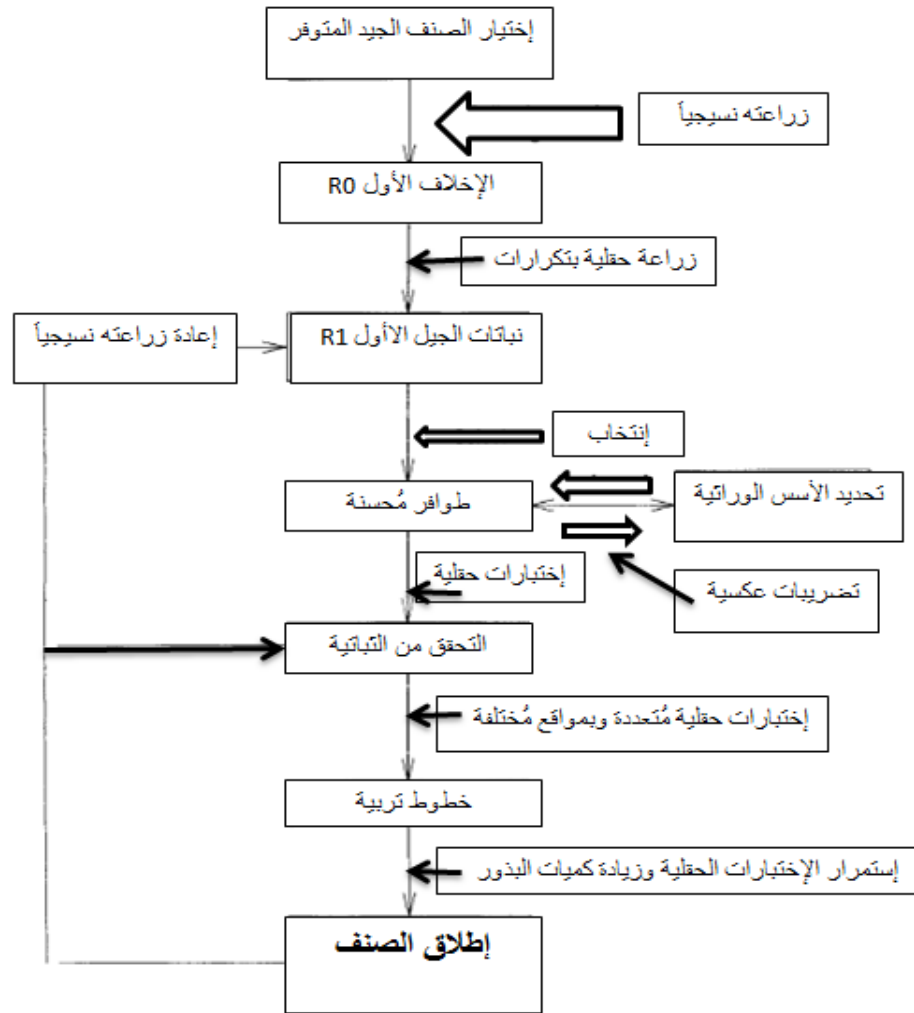 إختيار الصنف الجيد المتوفر
زراعته نسيجياً
الإخلاف الأول R0
زراعة حقلية بتكرارات
إعادة زراعته نسيجياً
نباتات الجيل الاأول R1
إنتخاب
طوافر مُحسنة
تحديد الأسس الوراثية
إختبارات حقلية
تضريبات عكسية
التحقق من الثباتية
إختبارات حقلية مُتعددة وبمواقع مُختلفة
خطوط تربية
إستمرار الإختبارات الحقلية وزيادة كميات البذور
إطلاق الصنف